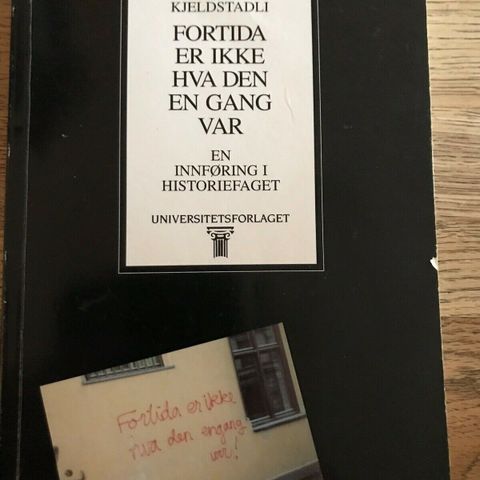 KJELDSTADLI
FORTIDA
ER IKKE
HVA DEN
EN GANG
VAR
EN
INNFØRING I
HISTORIEFAGET
UNIVERSITETSFORLAGET
Fortida er ikke
hva den engang
var!